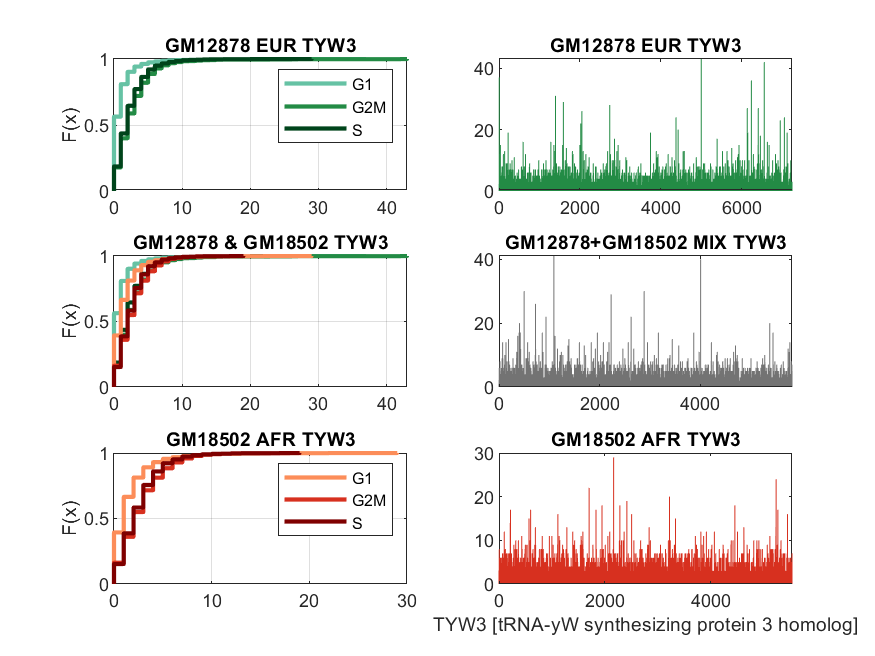 GM12878 EUR TYW3
F(x)
1
0.5
0
0 10 20 30 40
G1
G2M
S
GM12878 EUR TYW3
40
20
0
0 2000 4000 6000
GM12878 & GM18502 TYW3
F(x)
1
0.5
0
0 10 20 30 40
GM12878+GM18502 MIX TYW3
40
20
0
0 2000 4000
GM18502 AFR TYW3
F(x)
1
0.5
0
0 10 20 30
G1
G2M
S
GM18502 AFR TYW3
30
20
10
0
0 2000 4000
TYW3 [tRNA-yW synthesizing protein 3 homolog]